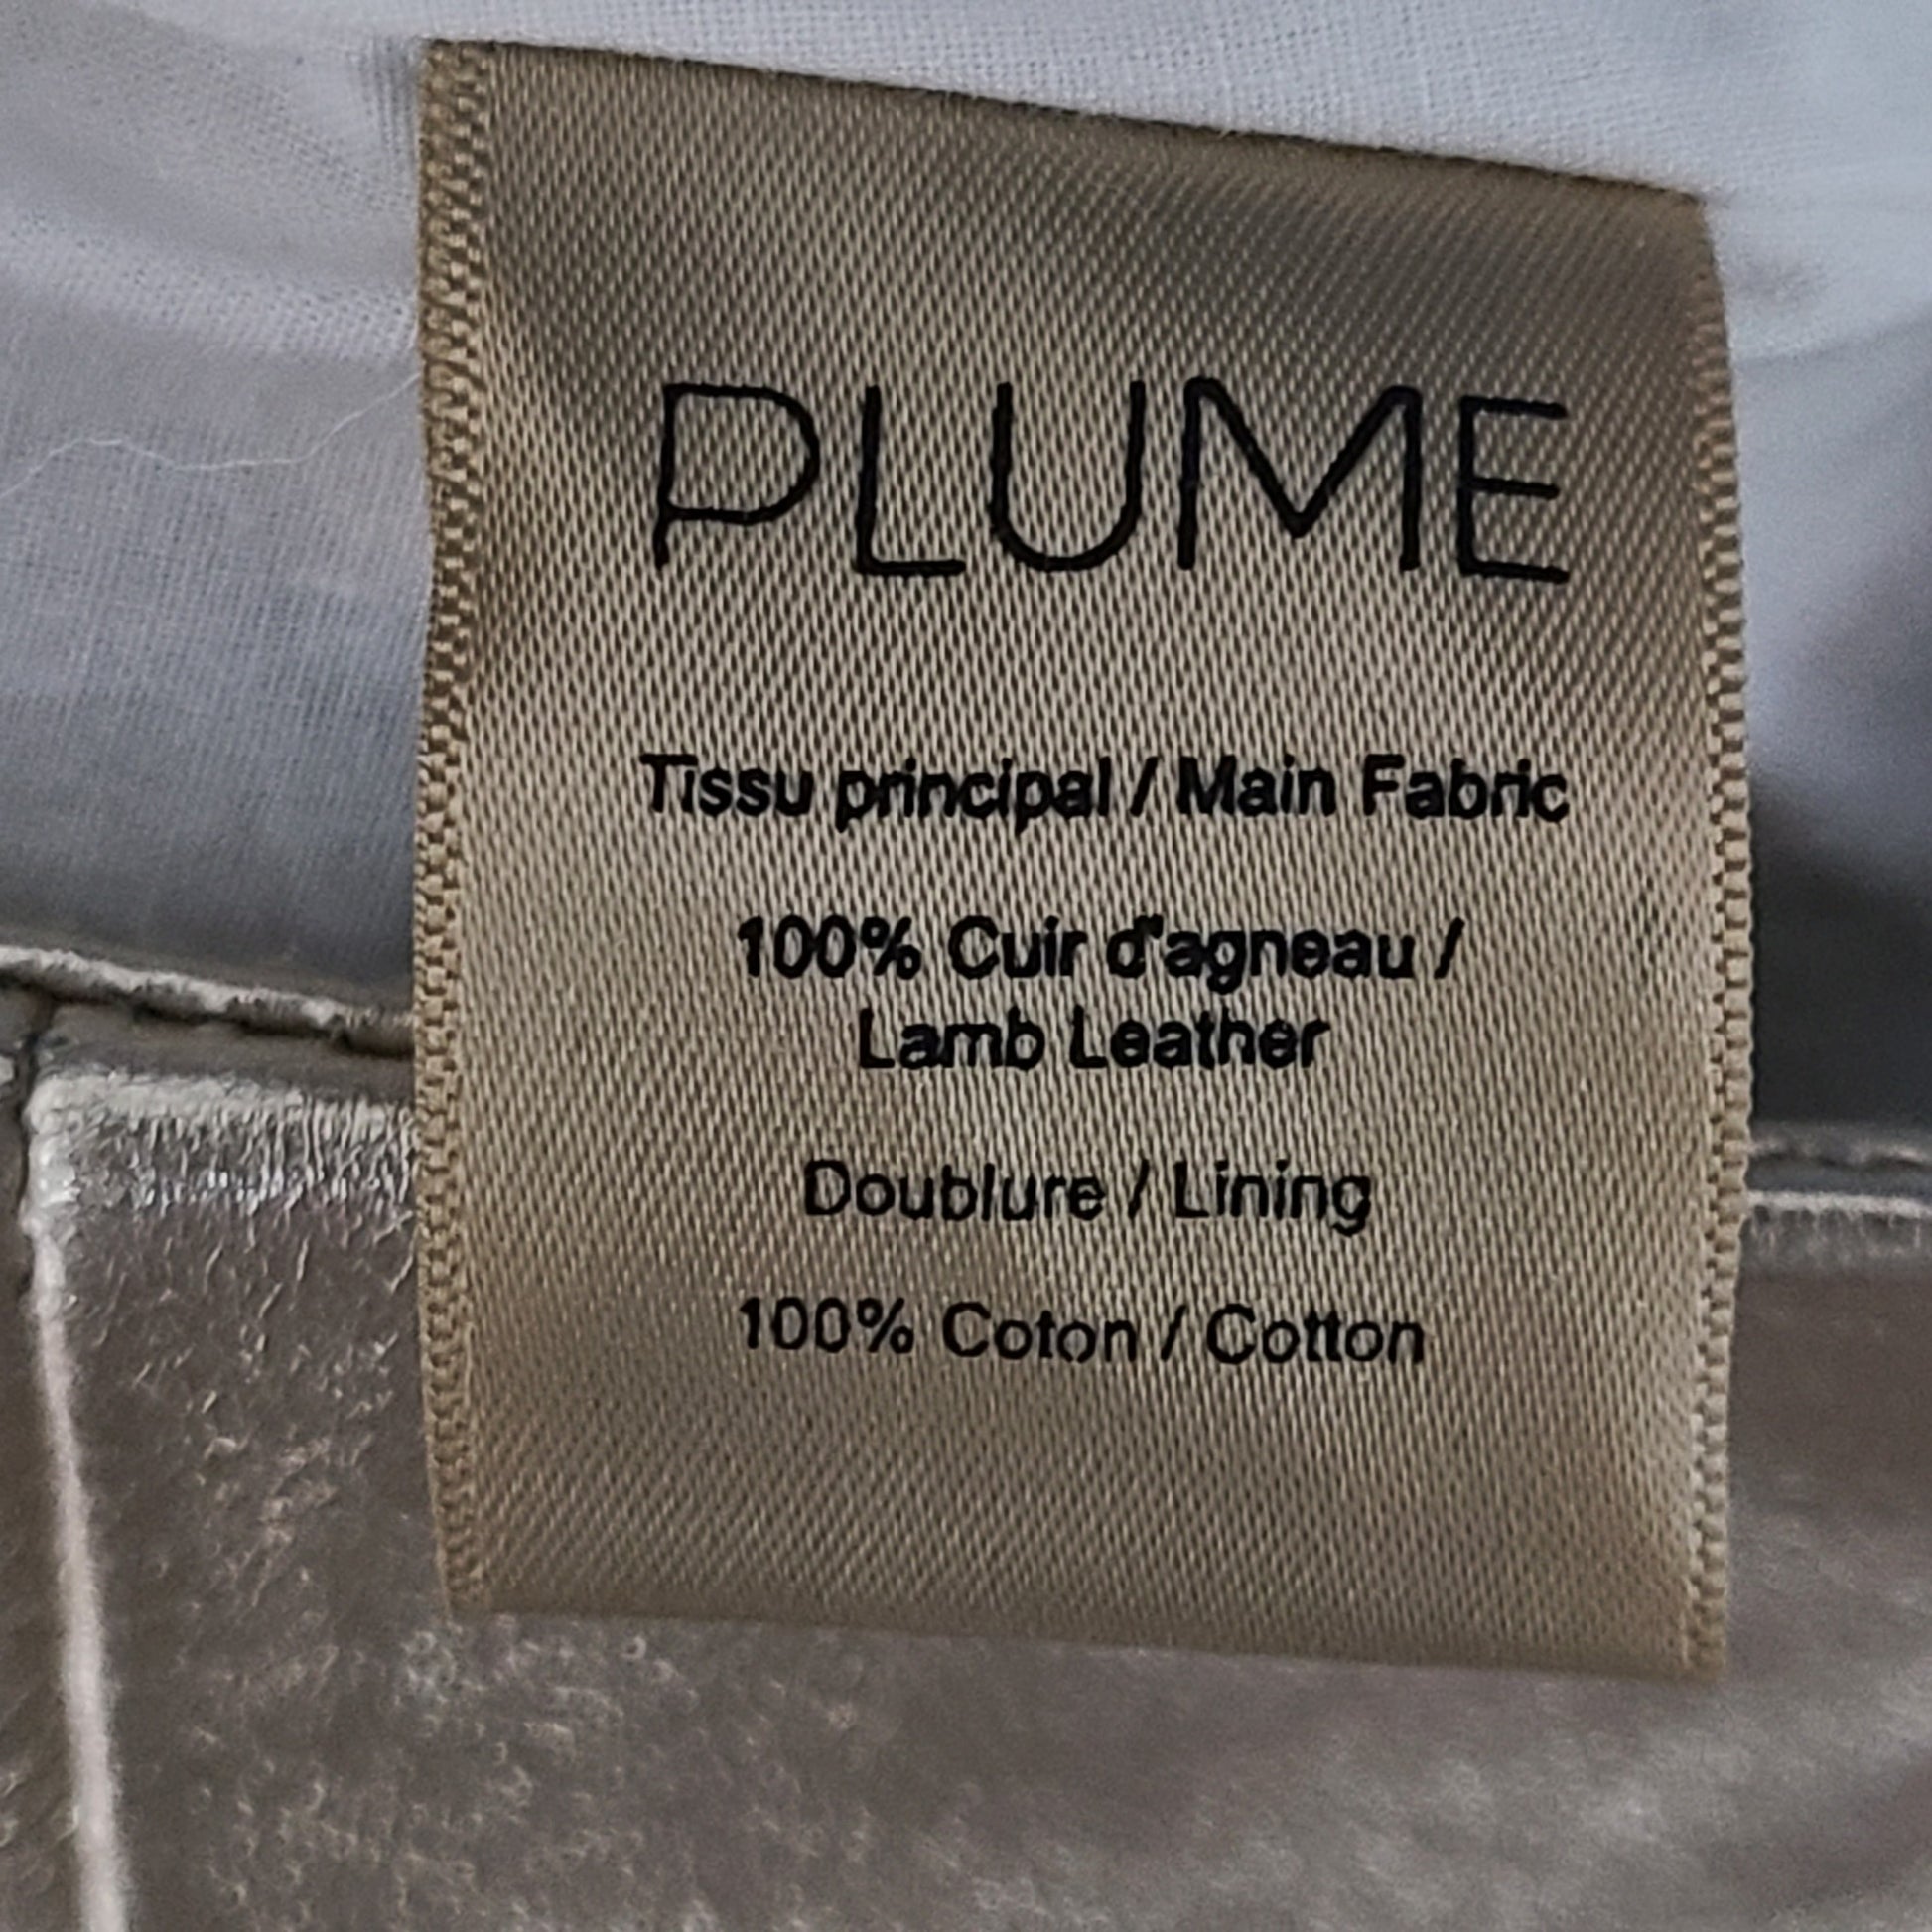 PLUME
Tissu principal / Main Fabric
100% Cuir d'agneau /
Lamb Leather
Doublure / Lining
100% Coton / Cotton